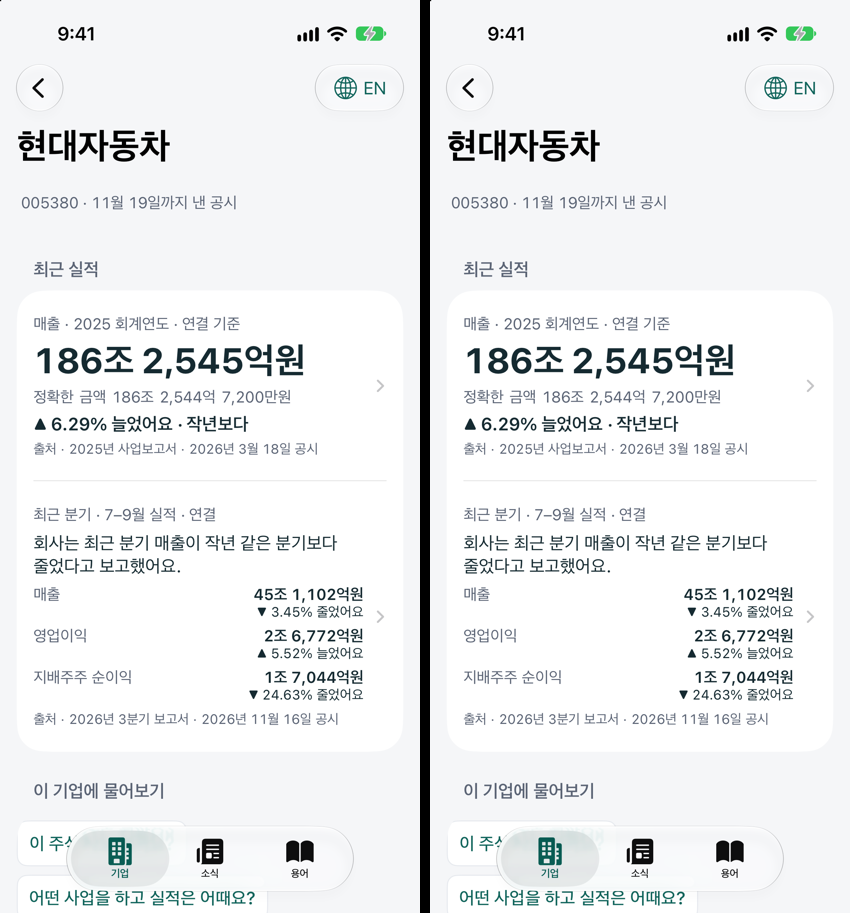 9:41
EN
현대자동차
005380 · 11월 19일까지 낸 공시
최근 실적
매출 · 2025 회계연도 · 연결 기준
186조 2,545억원
정확한 금액 186조 2,544억 7,200만원
▲ 6.29% 늘었어요 · 작년보다
출처 · 2025년 사업보고서 · 2026년 3월 18일 공시
최근 분기 · 7–9월 실적 · 연결
회사는 최근 분기 매출이 작년 같은 분기보다
줄었다고 보고했어요.
매출 45조 1,102억원
▼ 3.45% 줄었어요
영업이익 2조 6,772억원
▲ 5.52% 늘었어요
지배주주 순이익 1조 7,044억원
▼ 24.63% 줄었어요
출처 · 2026년 3분기 보고서 · 2026년 11월 16일 공시
이 기업에 물어보기
이
기업 소식 용어
어떤 사업을 하고 실적은 어때요?
9:41
EN
현대자동차
005380 · 11월 19일까지 낸 공시
최근 실적
매출 · 2025 회계연도 · 연결 기준
186조 2,545억원
정확한 금액 186조 2,544억 7,200만원
▲ 6.29% 늘었어요 · 작년보다
출처 · 2025년 사업보고서 · 2026년 3월 18일 공시
최근 분기 · 7–9월 실적 · 연결
회사는 최근 분기 매출이 작년 같은 분기보다
줄었다고 보고했어요.
매출 45조 1,102억원
▼ 3.45% 줄었어요
영업이익 2조 6,772억원
▲ 5.52% 늘었어요
지배주주 순이익 1조 7,044억원
▼ 24.63% 줄었어요
출처 · 2026년 3분기 보고서 · 2026년 11월 16일 공시
이 기업에 물어보기
이
기업 소식 용어
어떤 사업을 하고 실적은 어때요?